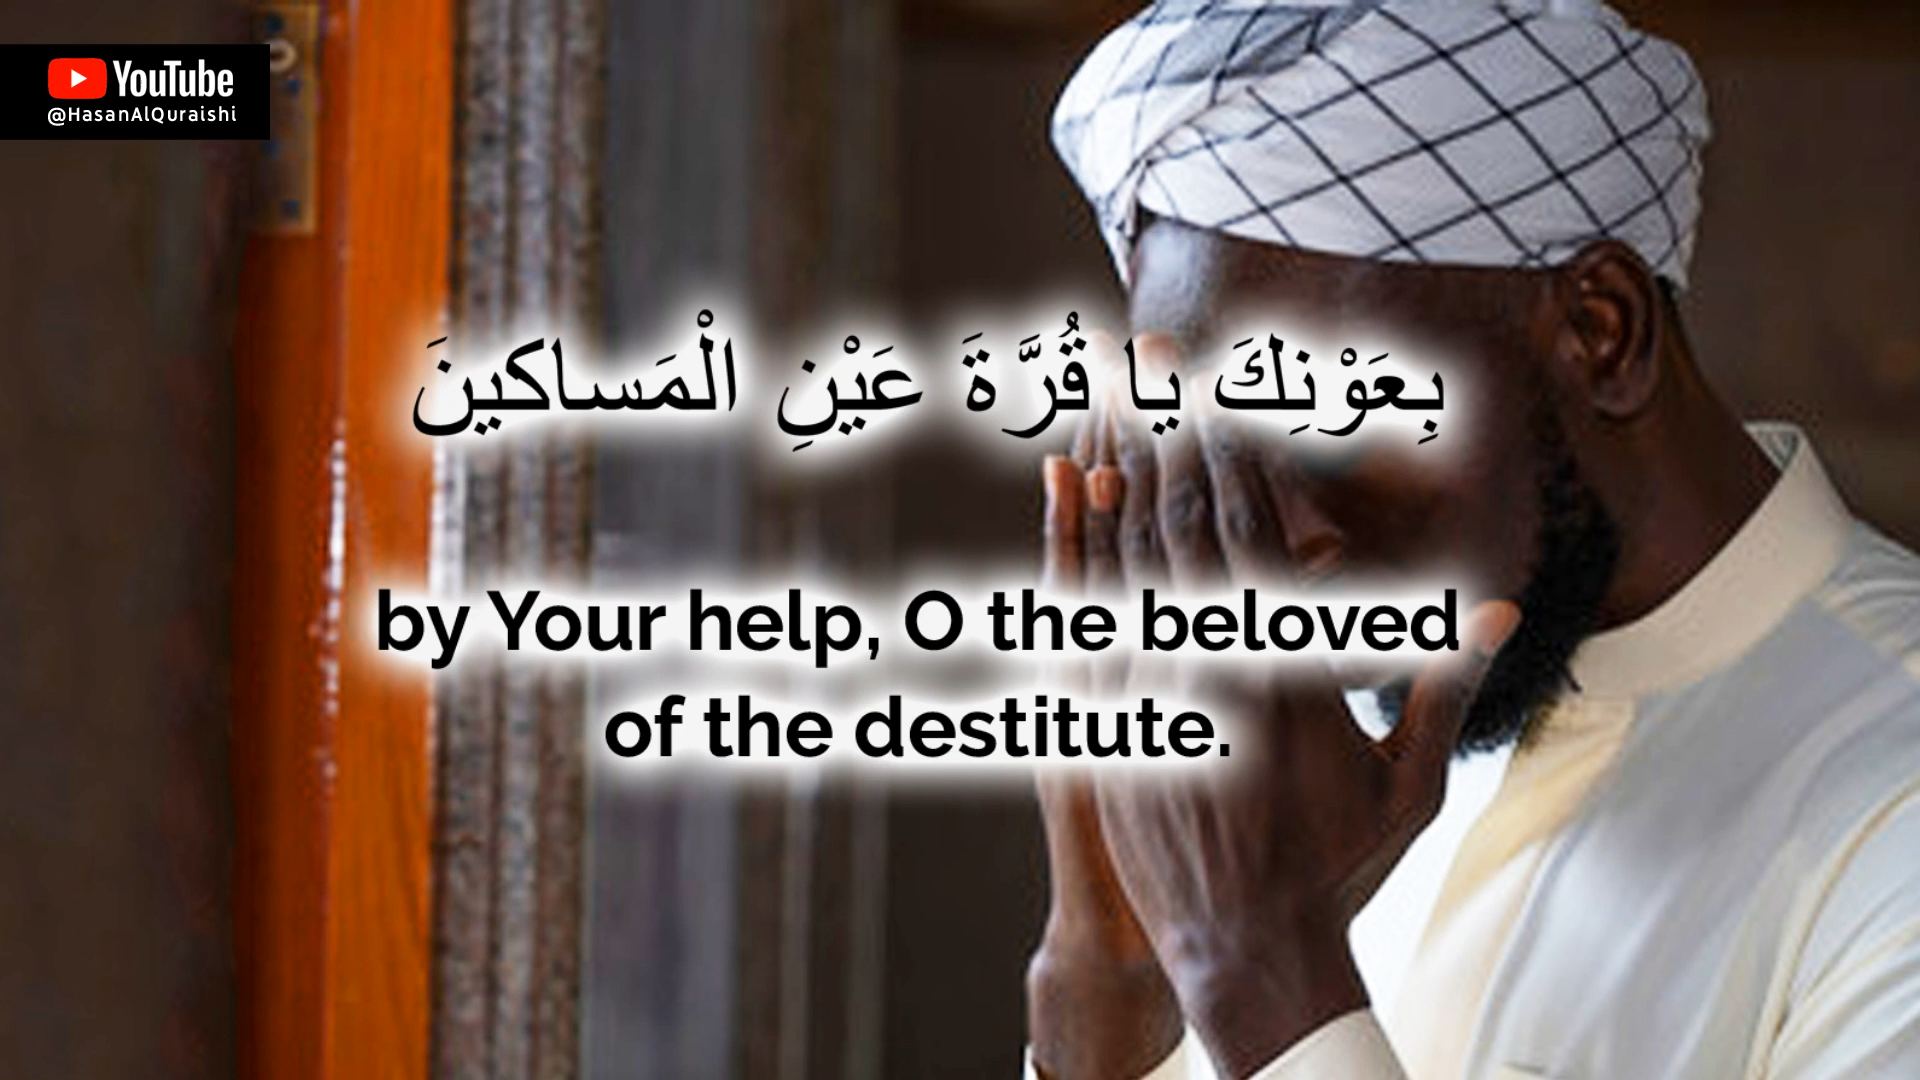 YouTube
@HasanAlQuraishi
بِعَوْنِكَ يا قُرَّةَ عَيْنِ الْمَساكينَ
by Your help, O the beloved
of the destitute.